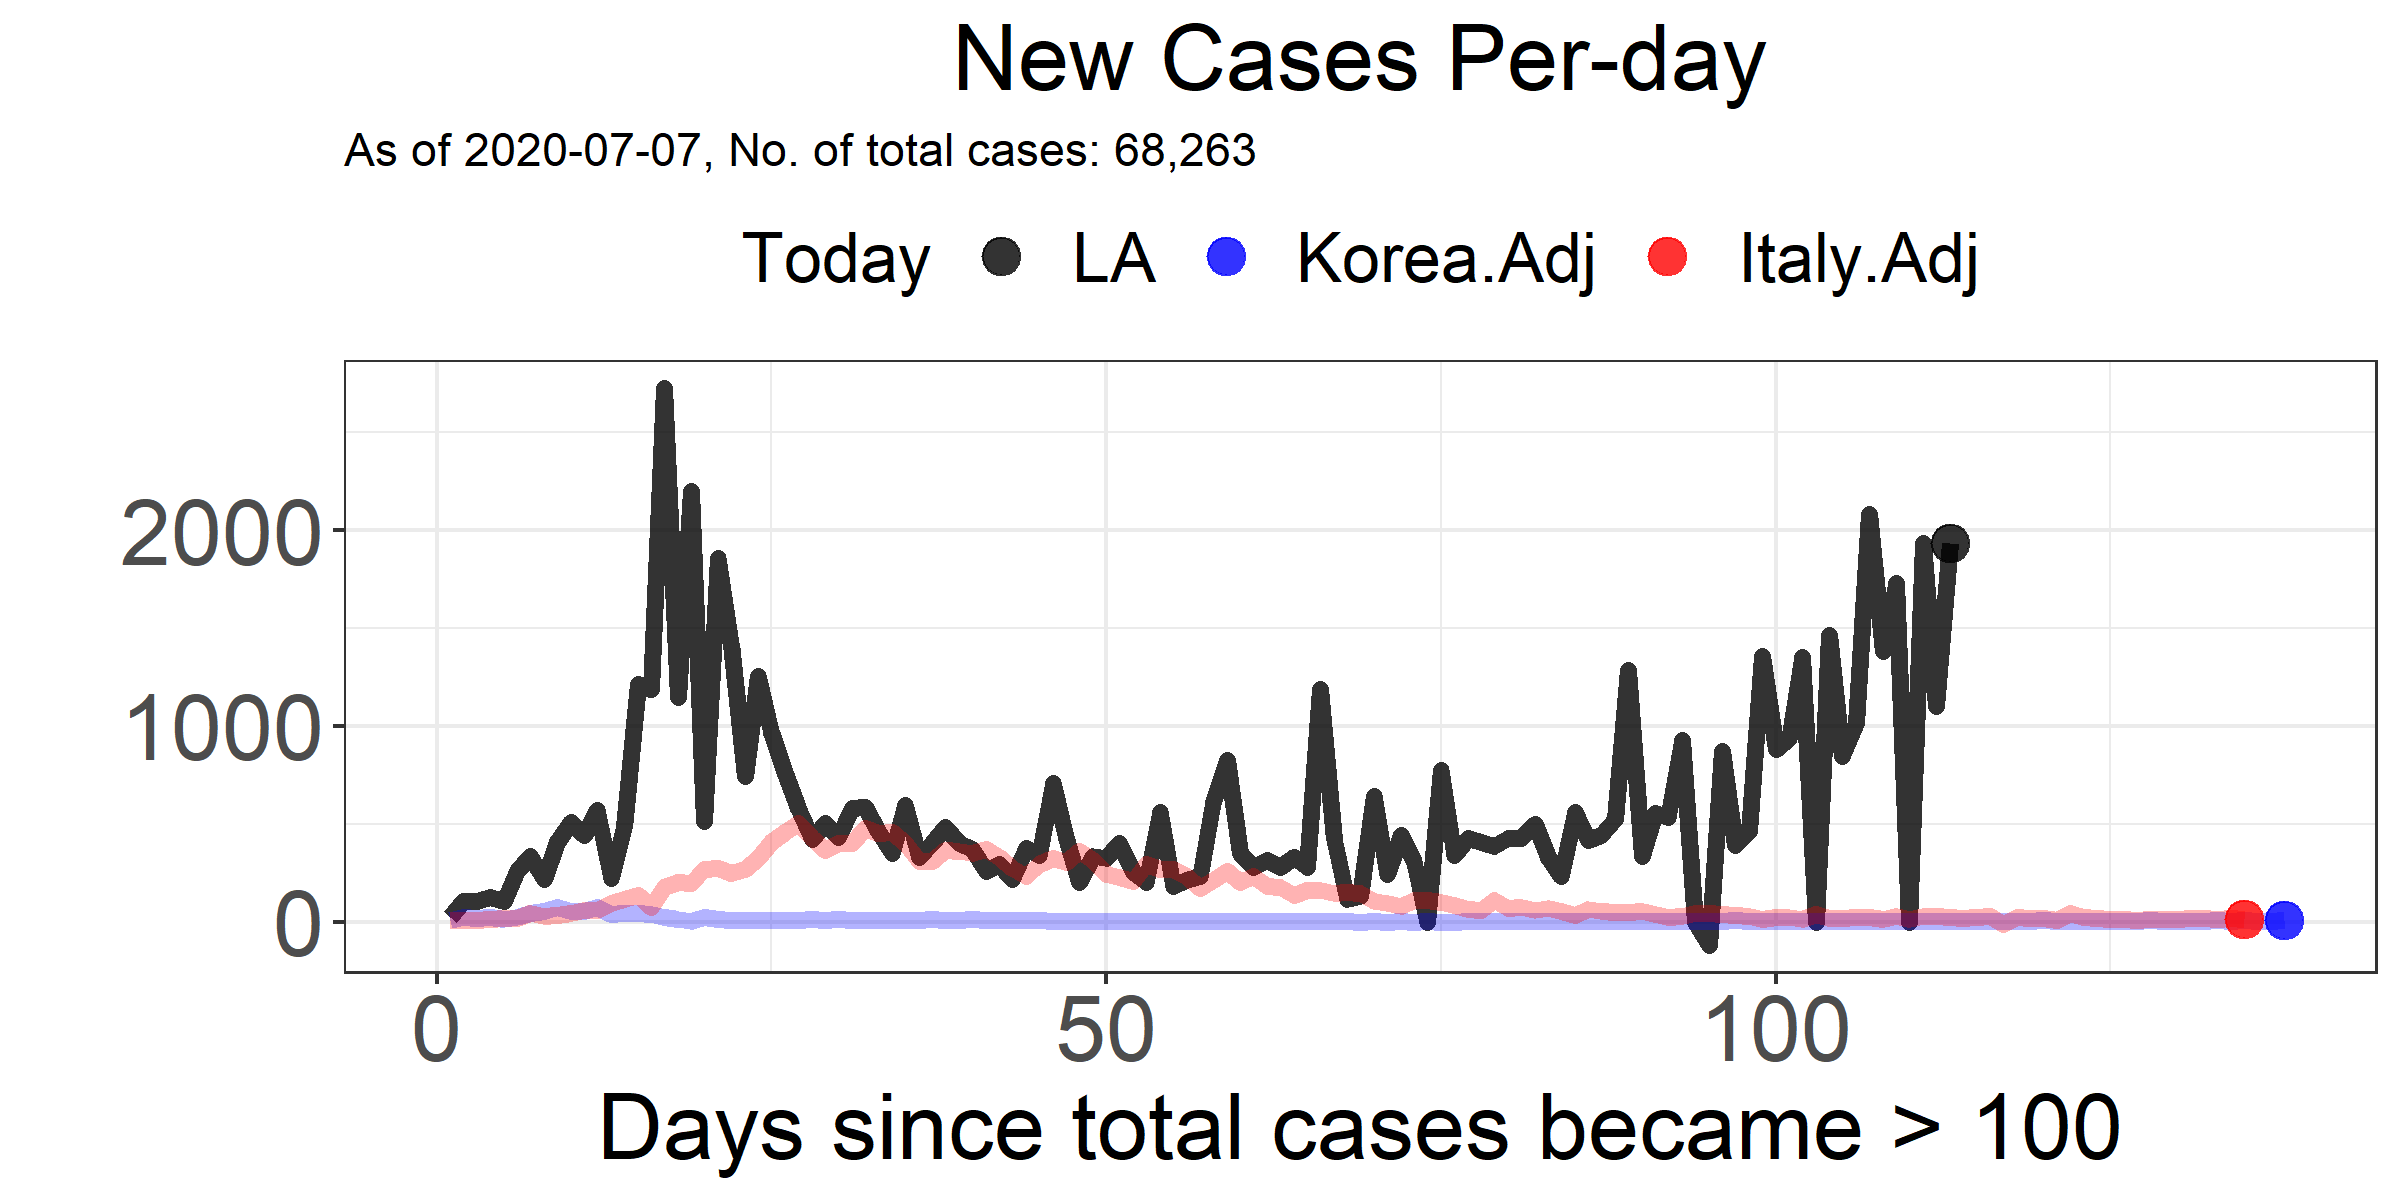 New Cases Per-day
As of 2020-07-07, No. of total cases: 68,263
Today LA Korea.Adj Italy.Adj
2000
1000
0
0 50 100
Days since total cases became > 100